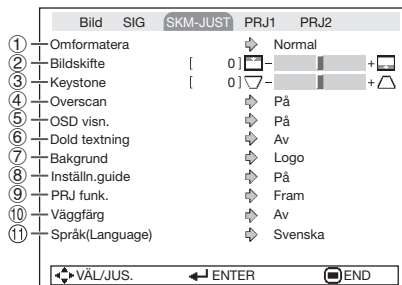 Bild SIG SKM-JUST PRJ1 PRJ2
① Omformatera Normal
② Bildskifte [ 0] - +
③ Keystone [ 0] - +
④ Overscan På
⑤ OSD visn. På
⑥ Dold textning Av
⑦ Bakgrund Logo
⑧ Inställn.guide På
⑨ PRJ funk. Fram
⑩ Väggfärg Av
⑪ Språk(Language) Svenska
VÄL/JUS. ENTER END